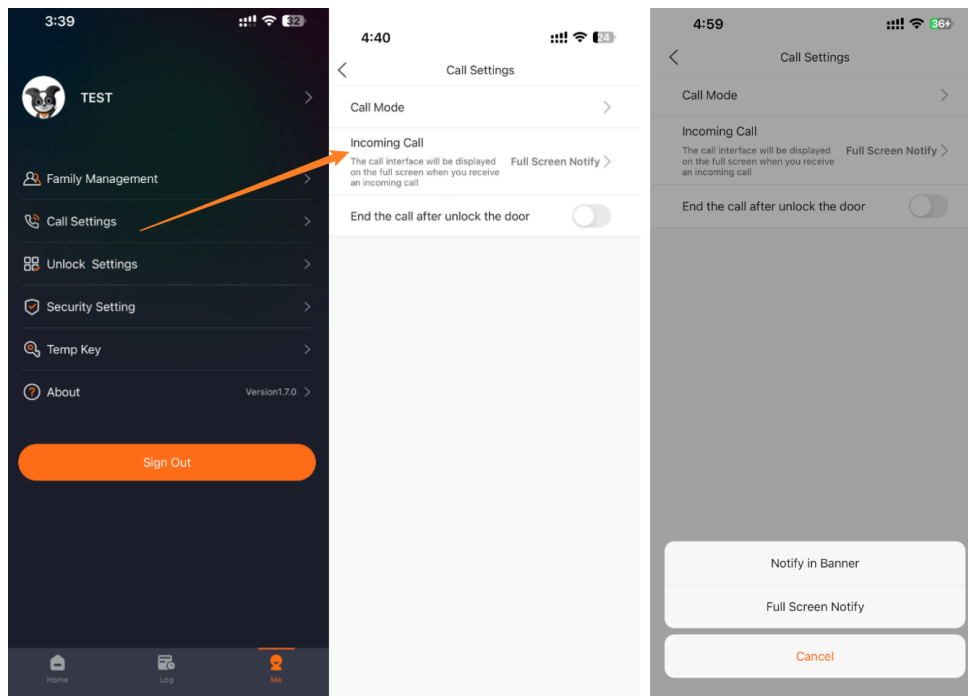 3:39
32
TEST
Family Management
Call Settings
Unlock Settings
Security Setting
Temp Key
About
Version1.7.0
Sign Out
Home
Log
Me
4:40
24
Call Settings
Call Mode
Incoming Call
The call interface will be displayed
on the full screen when you receive
an incoming call
Full Screen Notify
End the call after unlock the door
4:59
36
Call Settings
Call Mode
Incoming Call
The call interface will be displayed
on the full screen when you receive
an incoming call
Full Screen Notify
End the call after unlock the door
Notify in Banner
Full Screen Notify
Cancel